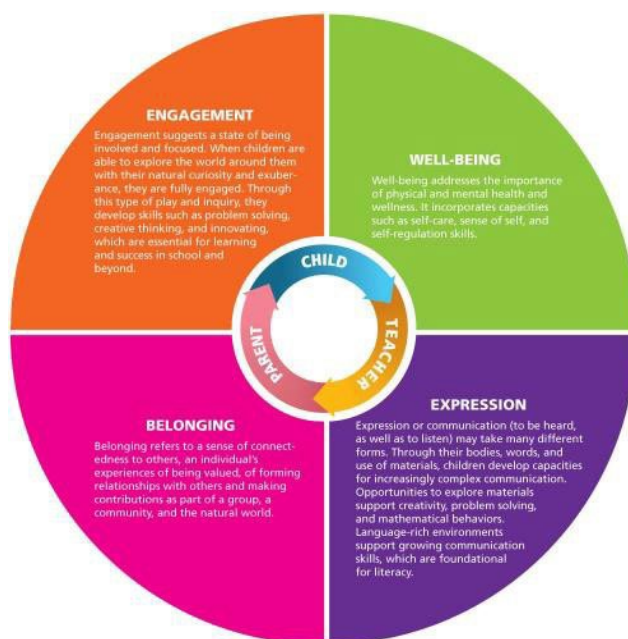 ENGAGEMENT
Engagement suggests a state of being
involved and focused. When children are
able to explore the world around them
with their natural curiosity and exuber-
ance, they are fully engaged. Through
this type of play and inquiry, they
develop skills such as problem solving,
creative thinking, and innovating,
which are essential for learning
and success in school and
beyond.
WELL-BEING
Well-being addresses the importance
of physical and mental health and
wellness. It incorporates capacities
such as self-care, sense of self, and
self-regulation skills.
CHILD
TEACHER
PARENT
BELONGING
Belonging refers to a sense of connect-
edness to others, an individual's
experiences of being valued, of forming
relationships with others and making
contributions as part of a group, a
community, and the natural world.
EXPRESSION
Expression or communication (to be heard,
as well as to listen) may take many different
forms. Through their bodies, words, and
use of materials, children develop capacities
for increasingly complex communication.
Opportunities to explore materials
support creativity, problem solving,
and mathematical behaviors.
Language-rich environments
support growing communication
skills, which are foundational
for literacy.